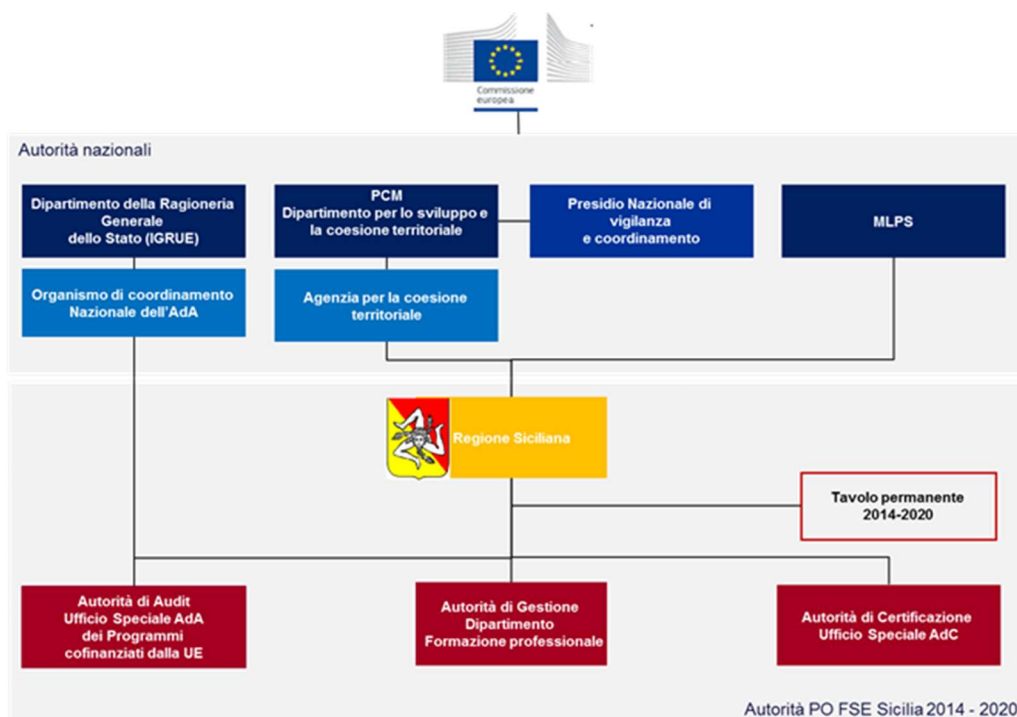 Commissione
europea
Autorità nazionali
Dipartimento della Ragioneria
Generale
dello Stato (IGRUE)
PCM
Dipartimento per lo sviluppo e
la coesione territoriale
Presidio Nazionale di
vigilanza
e coordinamento
MLPS
Organismo di coordinamento
Nazionale dell'AdA
Agenzia per la coesione
territoriale
Regione Siciliana
Tavolo permanente
2014-2020
Autorità di Audit
Ufficio Speciale AdA
dei Programmi
cofinanziati dalla UE
Autorità di Gestione
Dipartimento
Formazione professionale
Autorità di Certificazione
Ufficio Speciale AdC
Autorità PO FSE Sicilia 2014 - 2020